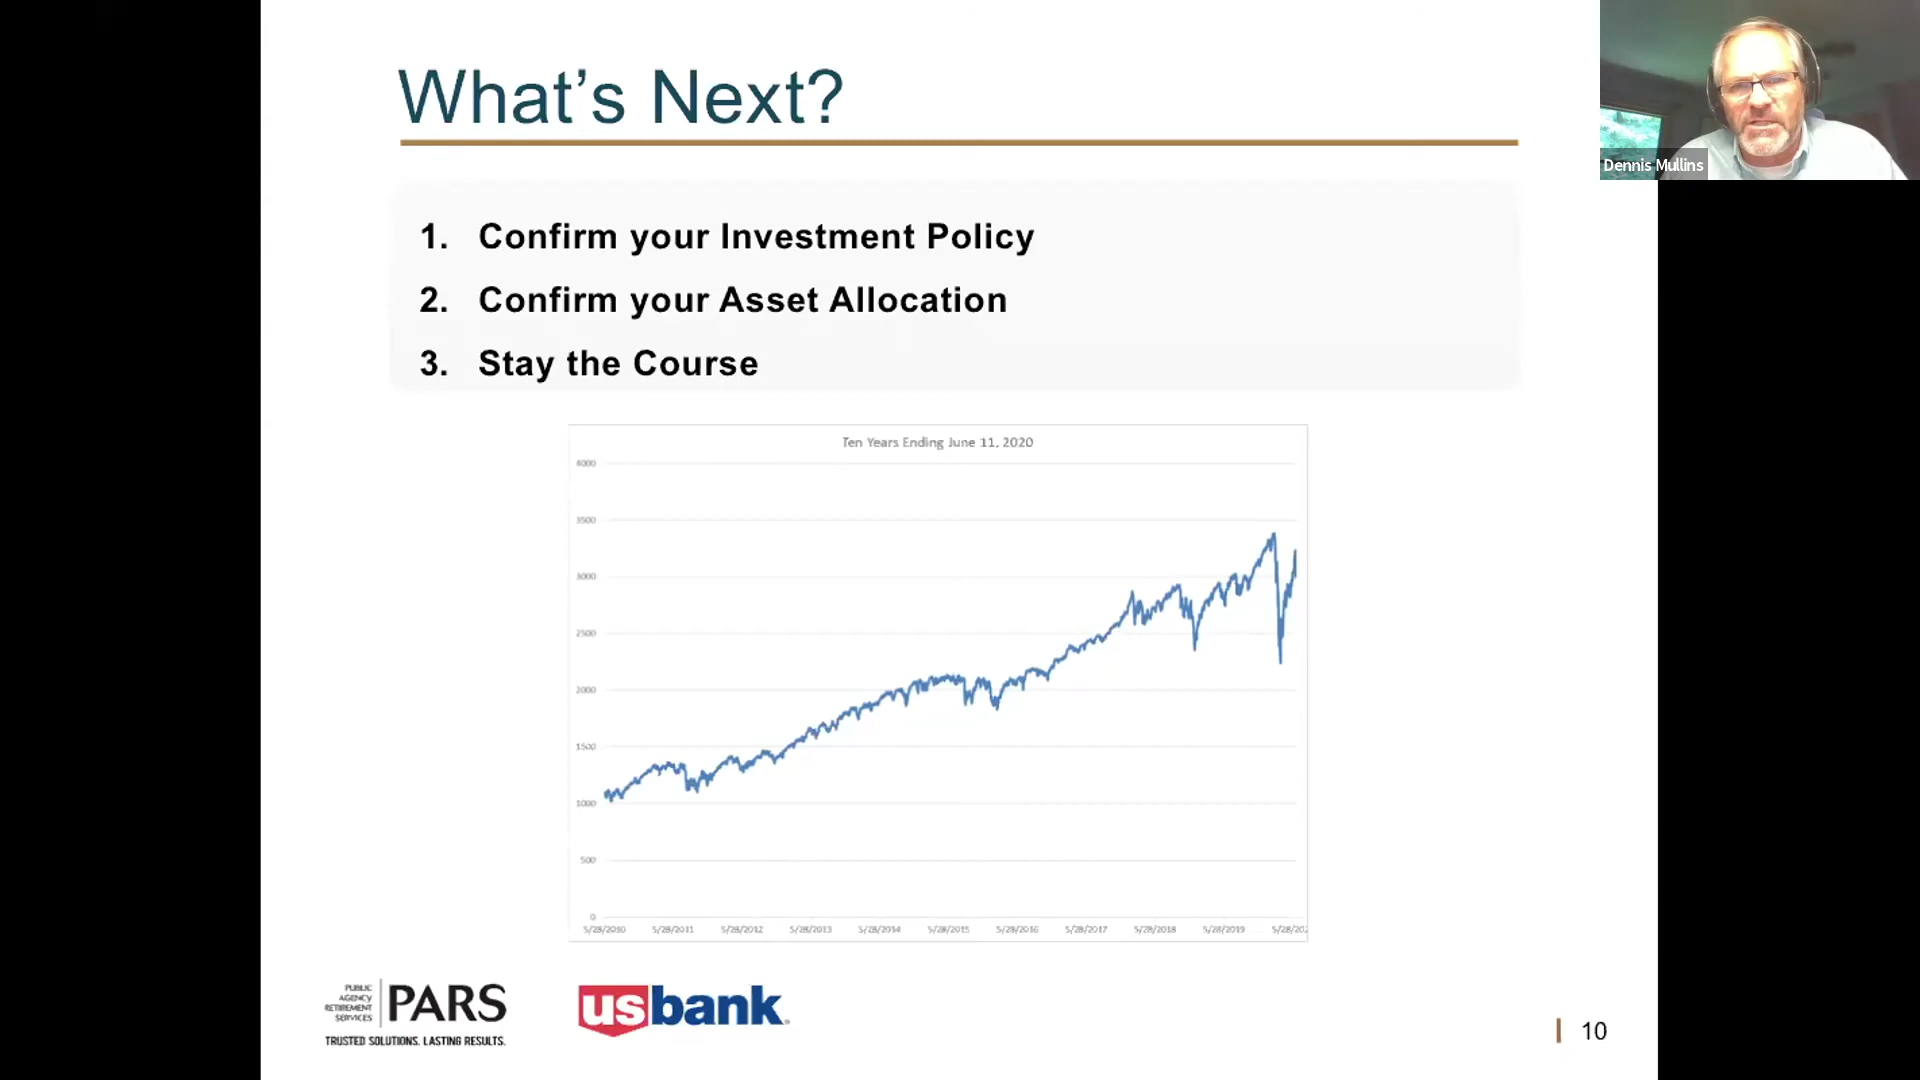 What’s Next?
Dennis Mullins
1. Confirm your Investment Policy
2. Confirm your Asset Allocation
3. Stay the Course
Ten Years Ending June 11, 2020
4000
3500
3000
2500
2000
1500
1000
500
0
5/28/2010 5/28/2011 5/28/2012 5/28/2013 5/28/2014 5/28/2015 5/28/2016 5/28/2017 5/28/2018 5/28/2019 5/28/202
PUBLIC
AGENCY
RETIREMENT
SERVICES
PARS
TRUSTED SOLUTIONS. LASTING RESULTS.
usbank
10